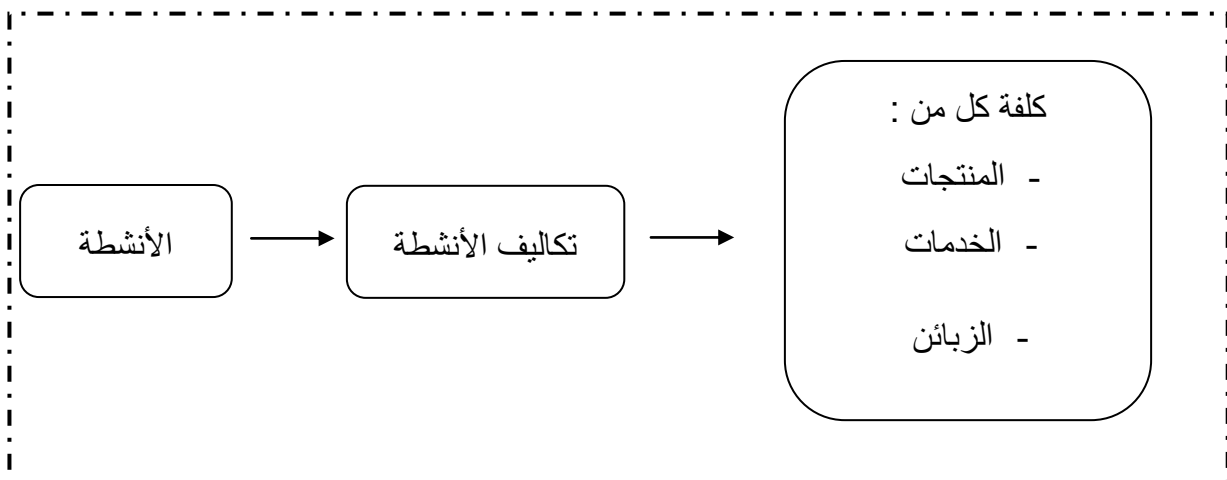 كلفة كل من :
- المنتجات
- الخدمات
- الزبائن
تكاليف الأنشطة
الأنشطة